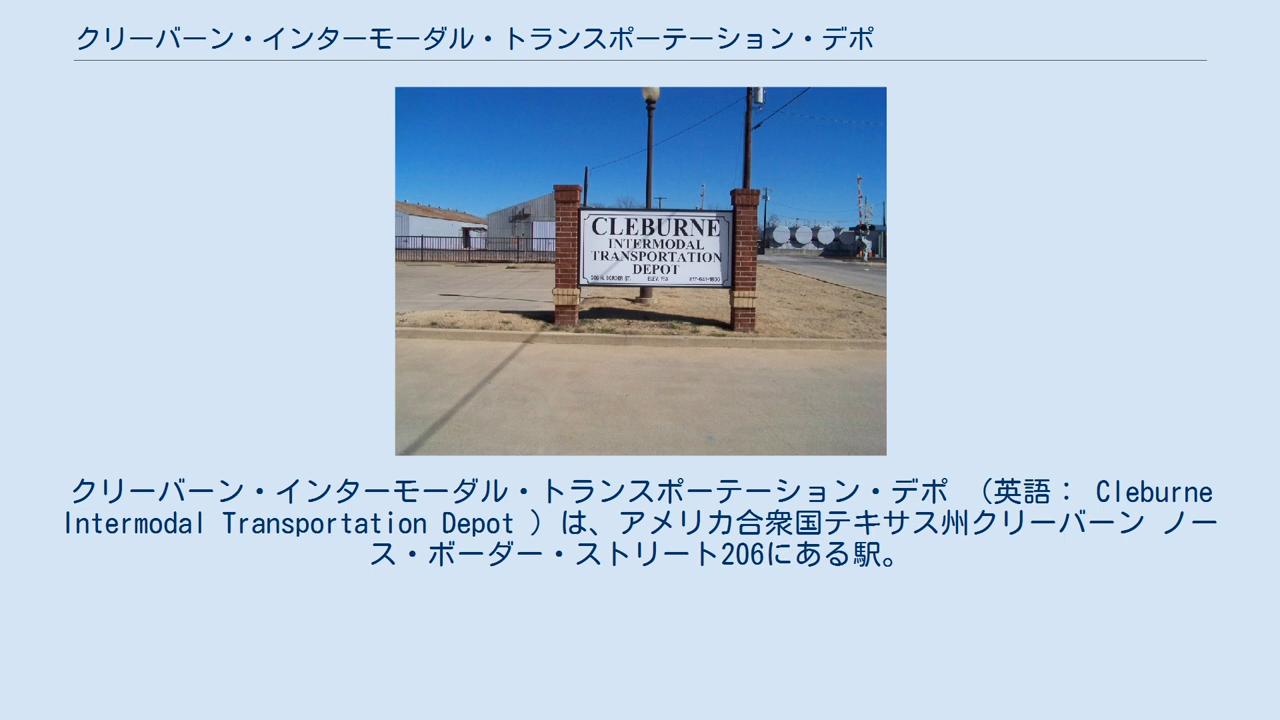 クリーバーン・インターモーダル・トランスポーテーション・デポ
CLEBURNE
INTERMODAL
TRANSPORTATION
DEPOT
クリーバーン・インターモーダル・トランスポーテーション・デポ （英語： Cleburne
Intermodal Transportation Depot ）は、アメリカ合衆国テキサス州クリーバーン ノー
ス・ボーダー・ストリート206にある駅。